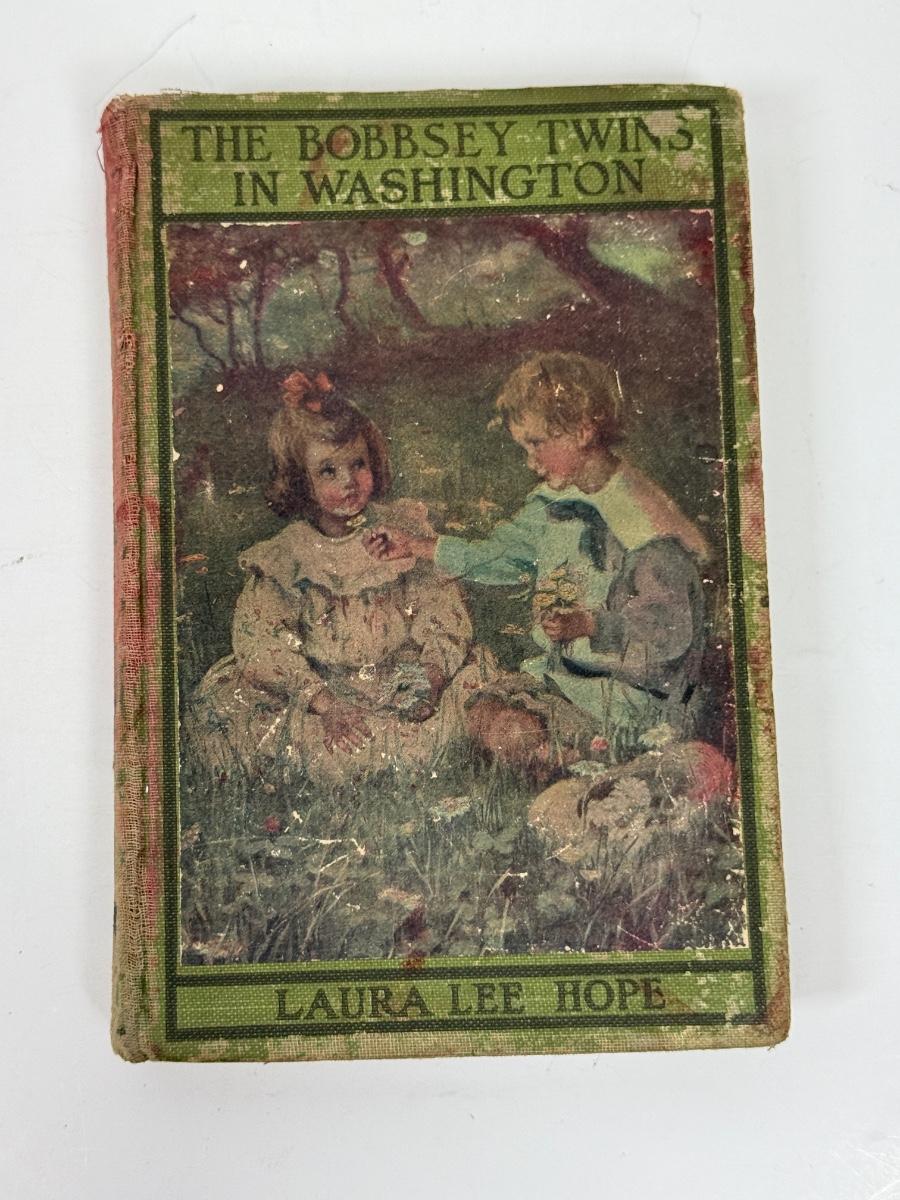 THE BOBBSEY TWINS
IN WASHINGTON
LAURA LEE HOPE